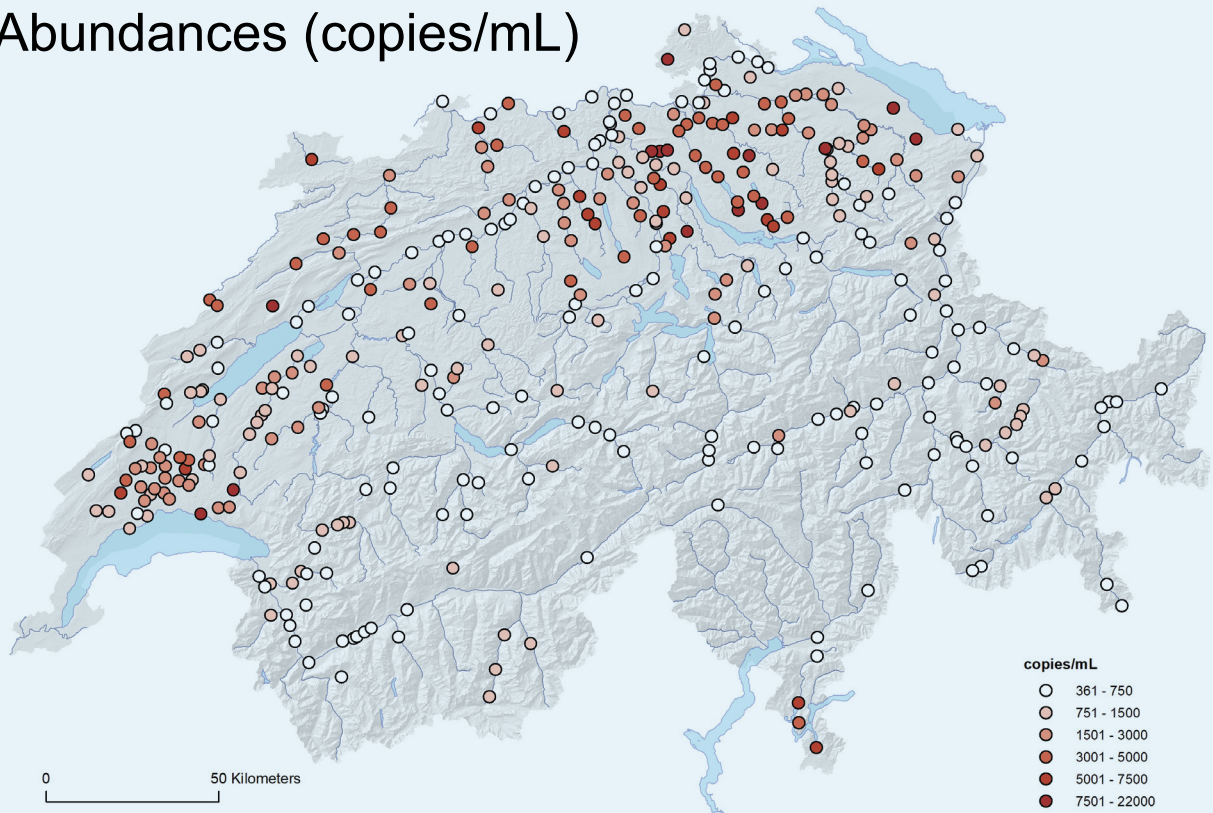 Abundances (copies/mL)
copies/mL
361 - 750
751 - 1500
1501 - 3000
3001 - 5000
5001 - 7500
7501 - 22000
0 50 Kilometers